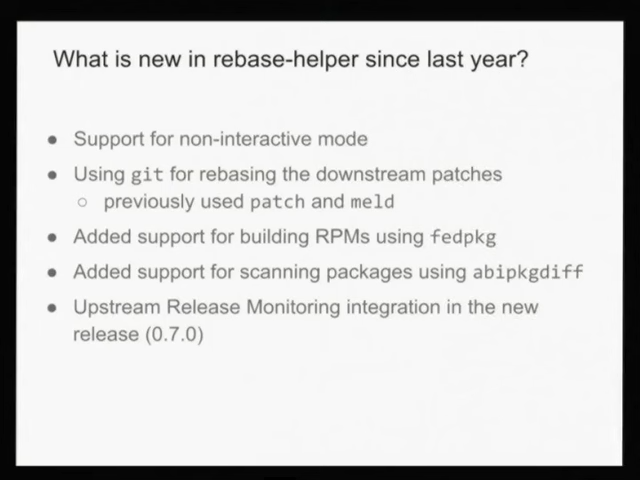 What is new in rebase-helper since last year?
● Support for non-interactive mode
● Using git for rebasing the downstream patches
○ previously used patch and meld
● Added support for building RPMs using fedpkg
● Added support for scanning packages using abipkgdiff
● Upstream Release Monitoring integration in the new
release (0.7.0)